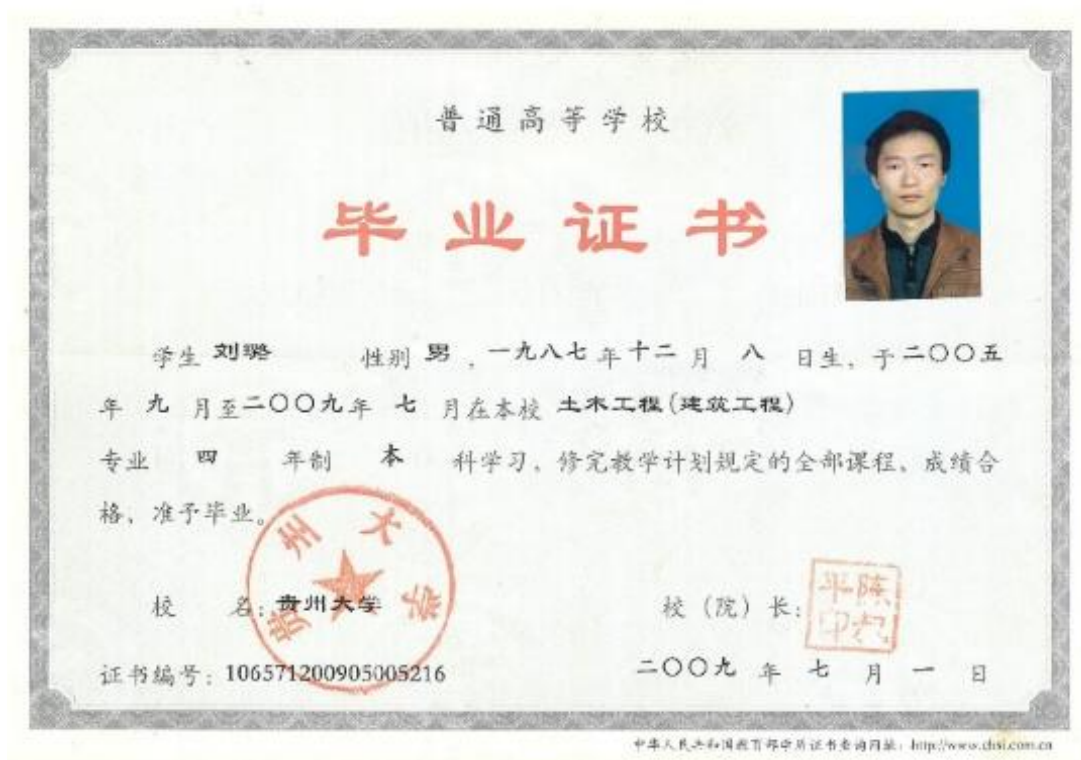 普通高等学校
毕业证书
学生 刘璐 性别 男 , 一九八七 年 十二 月 八 日生, 于 二〇〇五
年 九 月至 二〇〇九 年 七 月在本校 土木工程(建筑工程)
专业 四 年制 本 科学习, 修完教学计划规定的全部课程, 成绩合
格, 准予毕业。
贵州大学
校 名: 贵州大学 校(院)长:
证书编号: 106571200905005216 二〇〇九 年 七 月 一 日
中华人民共和国教育部学历证书查询网址: http://www.chsi.com.cn